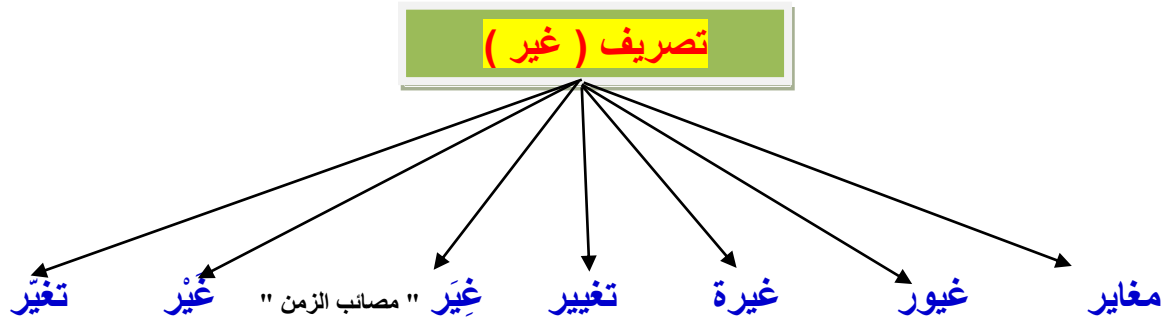 تصريف ( غير )
مغاير غيور غيرة تغيير غِيَر " مصائب الزمن " غَيْر تغيّر